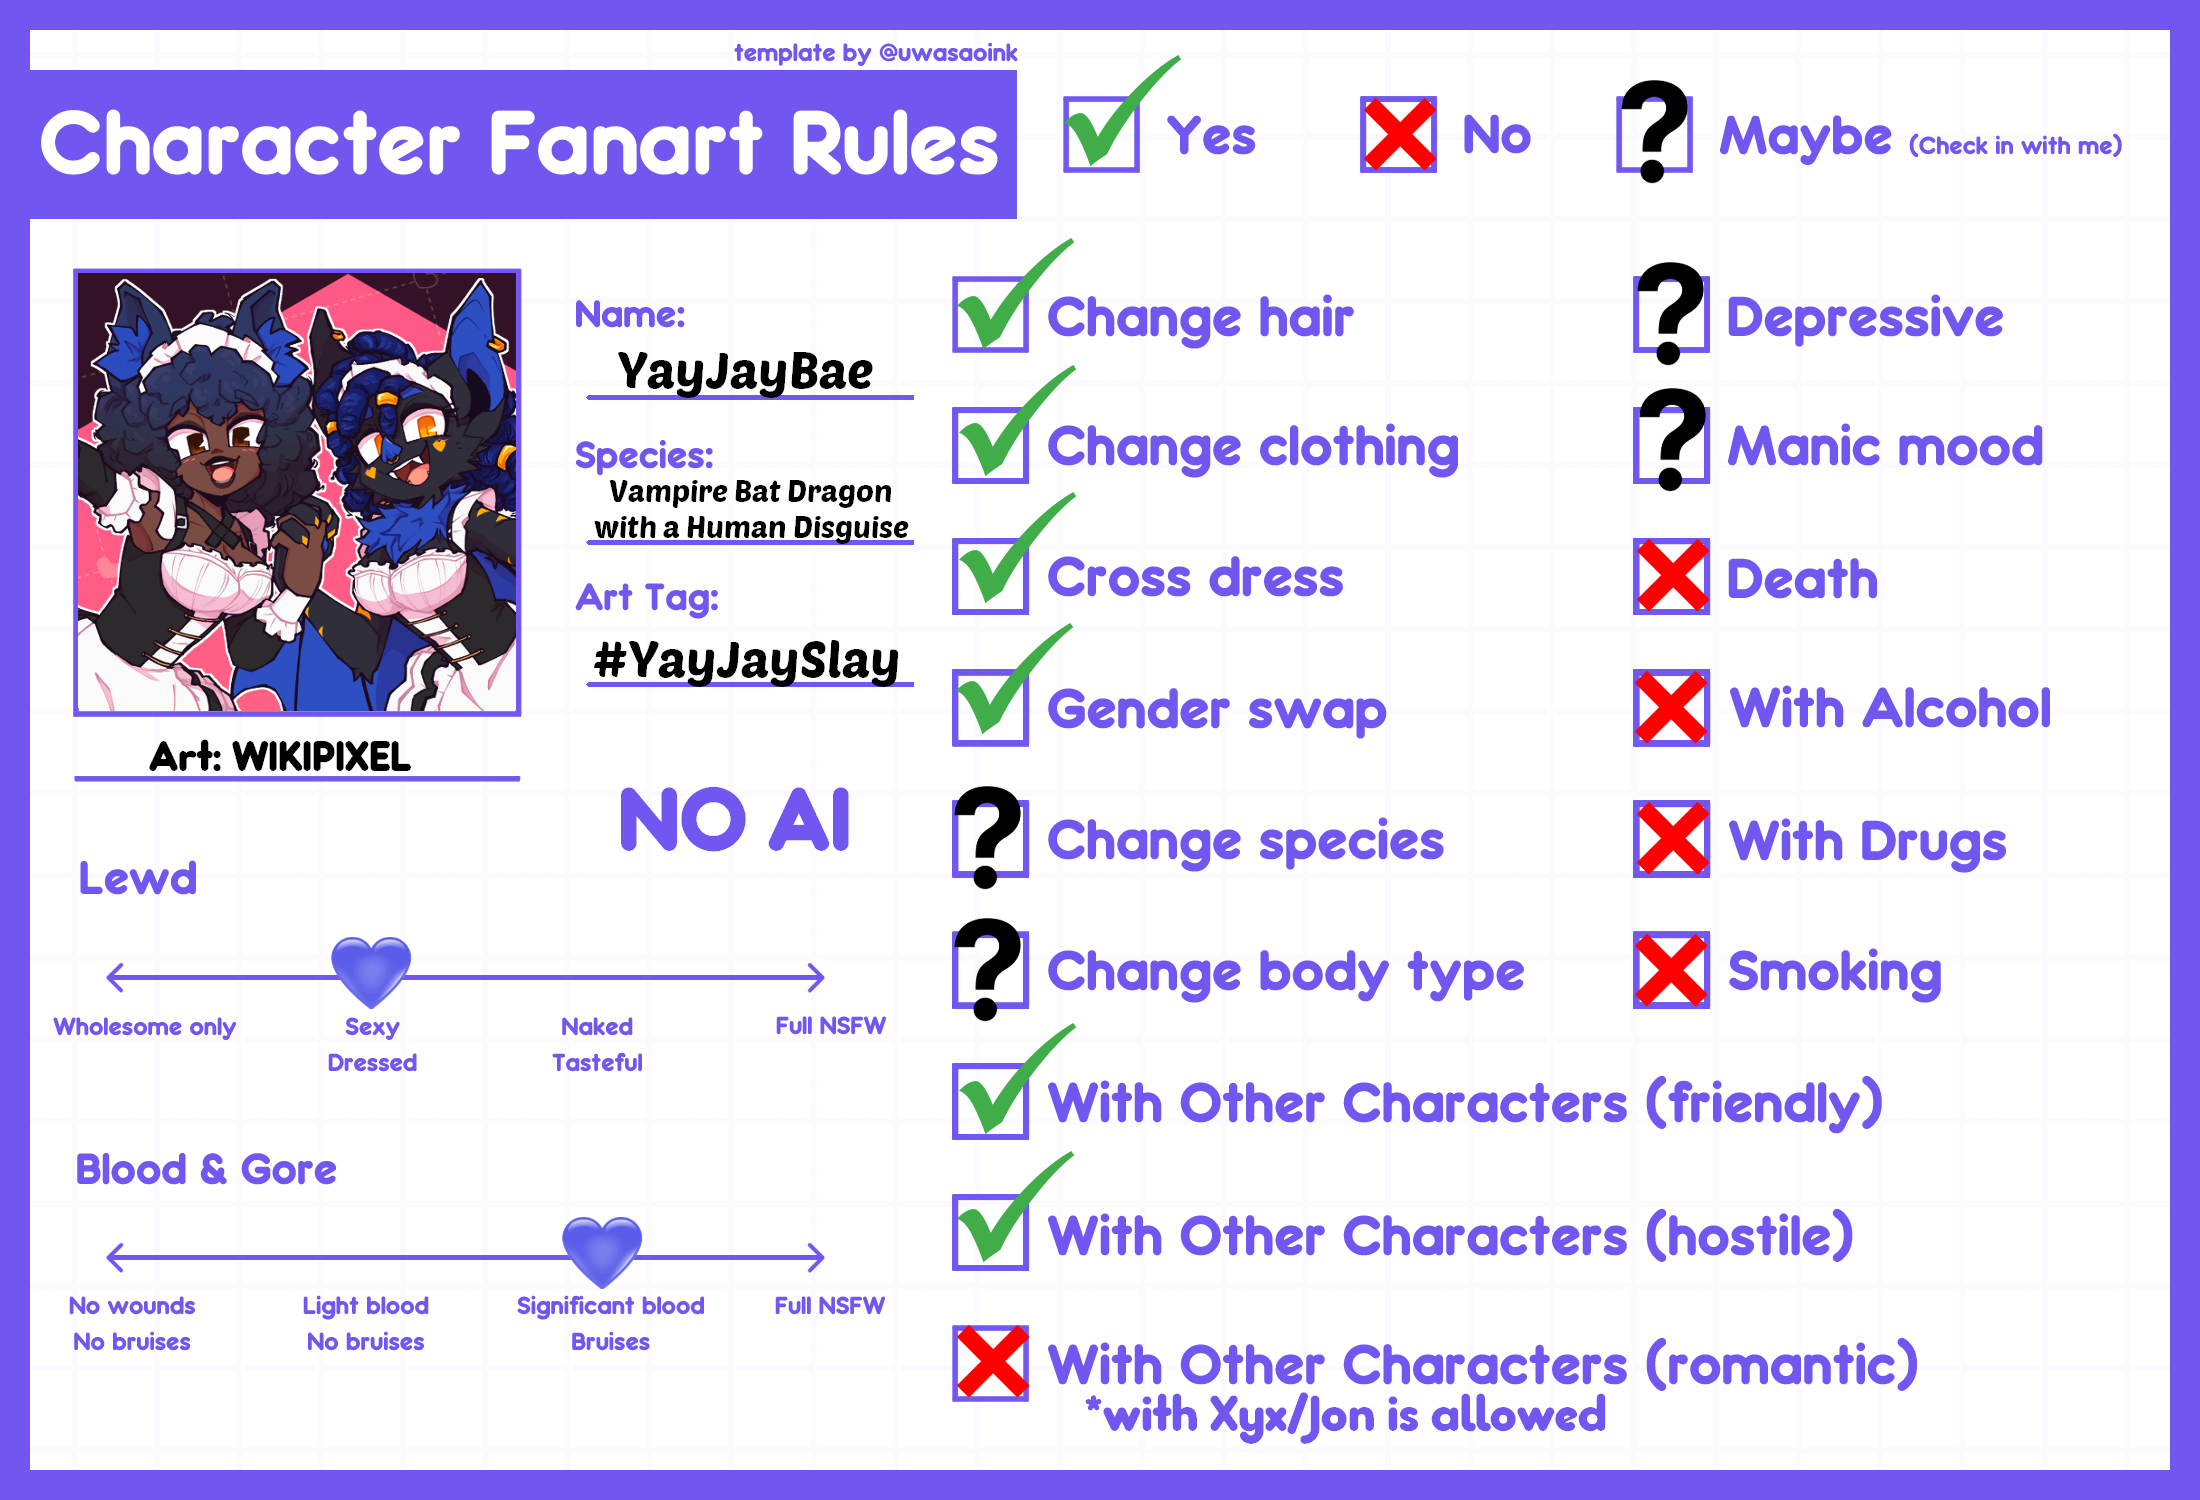 template by @uwasaoink
Character Fanart Rules
Yes
No
Maybe (Check in with me)
Name:
YayJayBae
Species:
Vampire Bat Dragon
with a Human Disguise
Art Tag:
#YayJaySlay
Art: WIKIPIXEL
NO AI
Lewd
Wholesome only
Sexy
Dressed
Naked
Tasteful
Full NSFW
Blood & Gore
No wounds
No bruises
Light blood
No bruises
Significant blood
Bruises
Full NSFW
Change hair
Change clothing
Cross dress
Gender swap
Change species
Change body type
With Other Characters (friendly)
With Other Characters (hostile)
With Other Characters (romantic)
*with Xyx/Jon is allowed
Depressive
Manic mood
Death
With Alcohol
With Drugs
Smoking